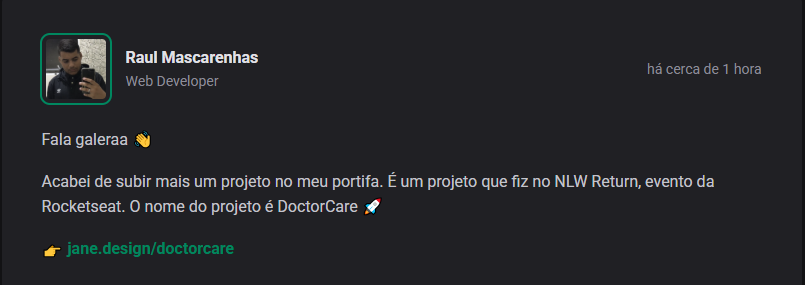 Raul Mascarenhas
Web Developer
há cerca de 1 hora
Fala galeraa 👋
Acabei de subir mais um projeto no meu portifa. É um projeto que fiz no NLW Return, evento da
Rocketseat. O nome do projeto é DoctorCare 🚀
👉 jane.design/doctorcare